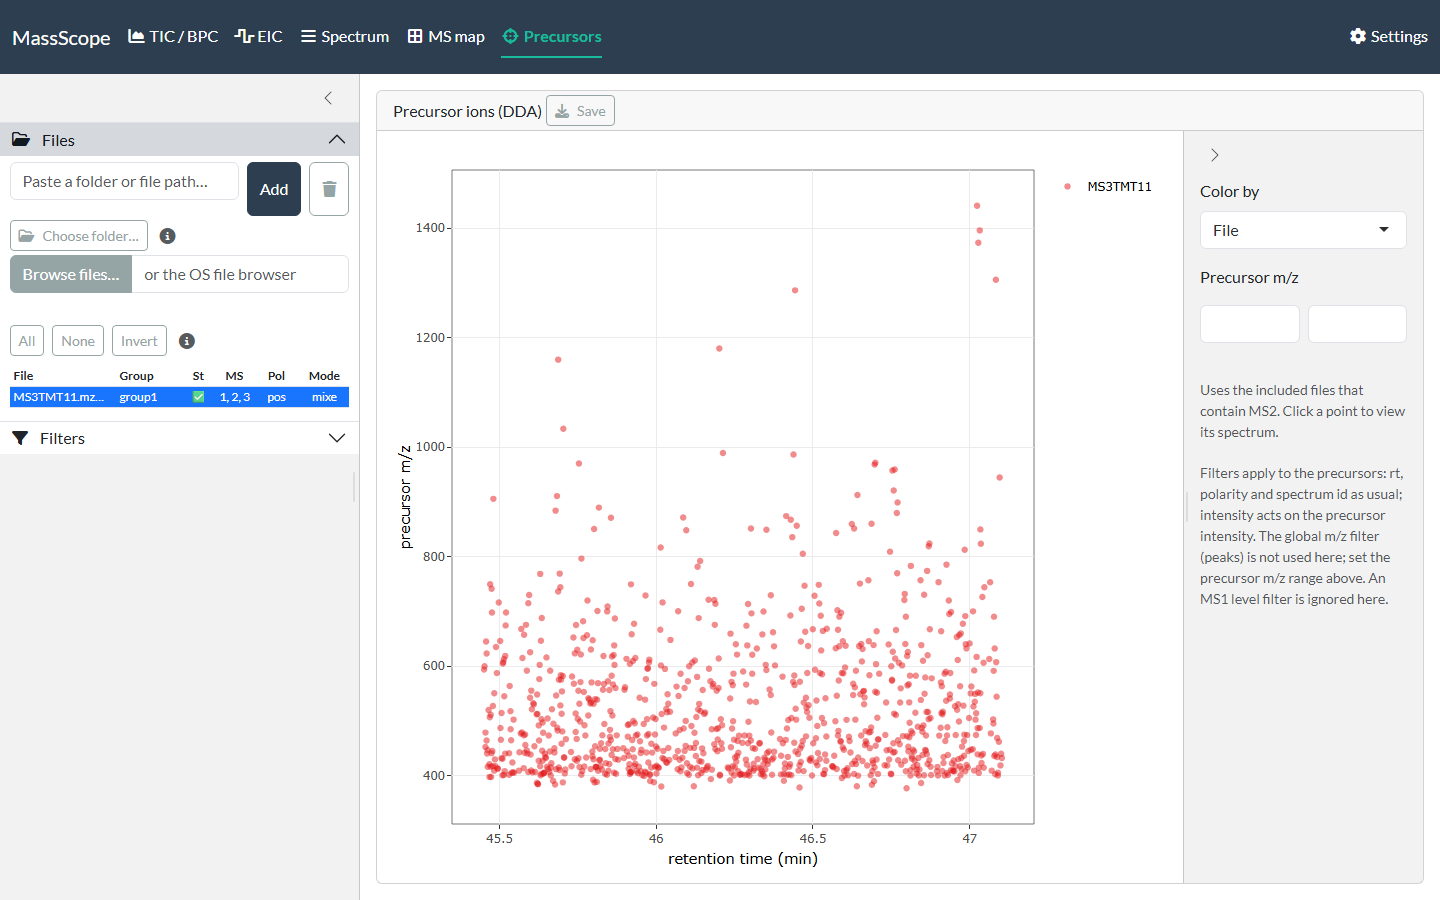 MassScope TIC / BPC EIC Spectrum MS map Precursors Settings
Files
Paste a folder or file path... Add
Choose folder...
Browse files... or the OS file browser
All None Invert
File Group St MS Pol Mode
MS3TMT11.mz... group1 1, 2, 3 pos mixe
Filters
Precursor ions (DDA) Save
MS3TMT11
1400
1200
1000
800
600
400
precursor m/z
45.5 46 46.5 47
retention time (min)
Color by
File
Precursor m/z
Uses the included files that
contain MS2. Click a point to view
its spectrum.
Filters apply to the precursors: rt,
polarity and spectrum id as usual;
intensity acts on the precursor
intensity. The global m/z filter
(peaks) is not used here; set the
precursor m/z range above. An
MS1 level filter is ignored here.